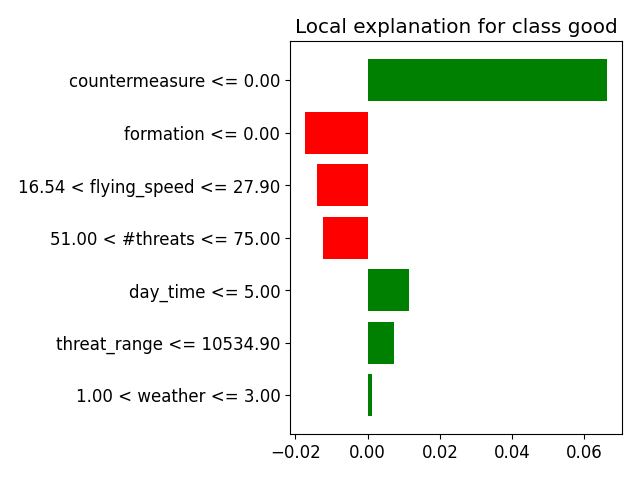 Local explanation for class good
countermeasure <= 0.00
formation <= 0.00
16.54 < flying_speed <= 27.90
51.00 < #threats <= 75.00
day_time <= 5.00
threat_range <= 10534.90
1.00 < weather <= 3.00
−0.02 0.00 0.02 0.04 0.06